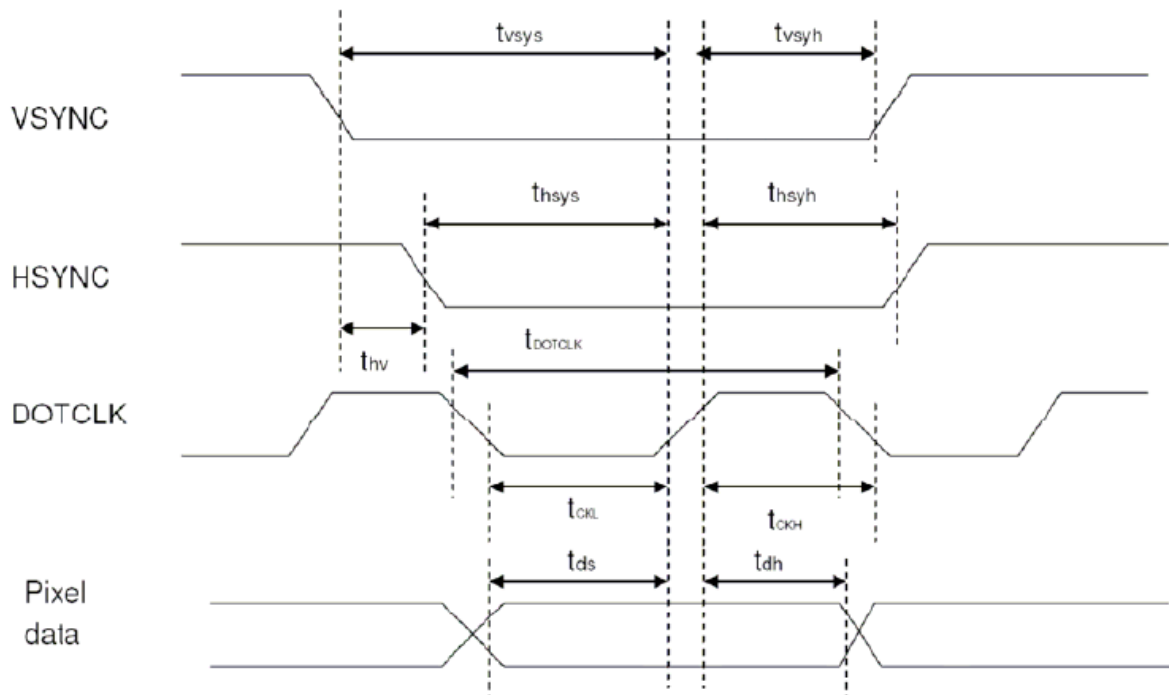 tvsys
tvsyh
VSYNC
thsys
thsyh
HSYNC
thv
tDOTCLK
DOTCLK
tCKL
tCKH
tds
tdh
Pixel
data